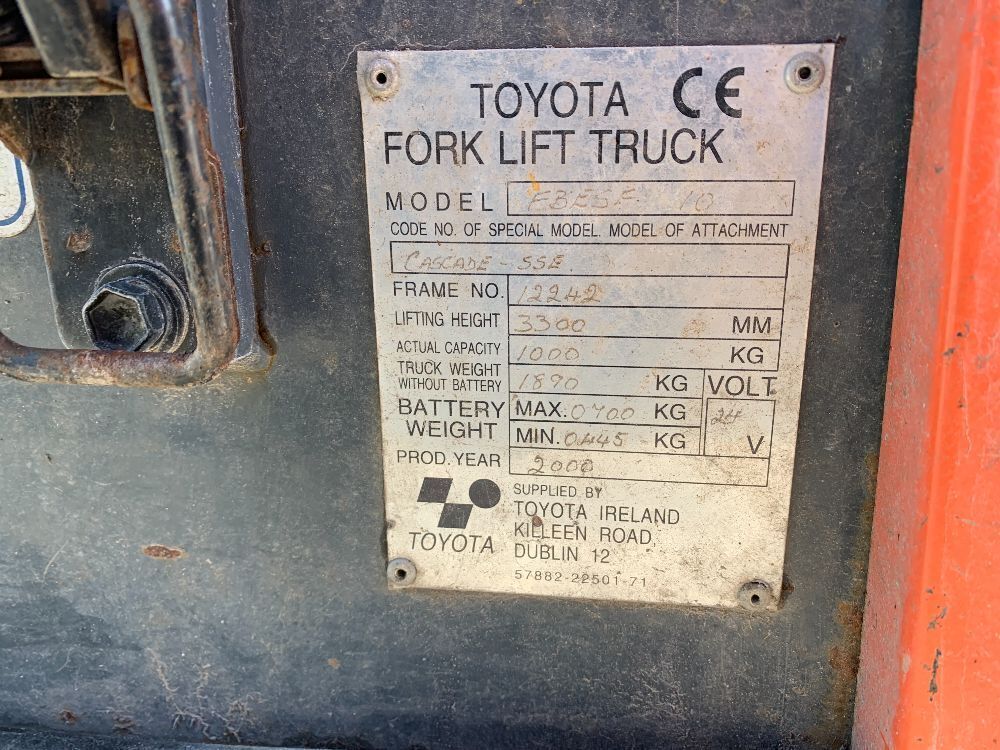 TOYOTA CE
FORK LIFT TRUCK
MODEL FBESF 10
CODE NO. OF SPECIAL MODEL. MODEL OF ATTACHMENT
CASCADE - SSE
FRAME NO. 12242
LIFTING HEIGHT 3300 MM
ACTUAL CAPACITY 1000 KG
TRUCK WEIGHT WITHOUT BATTERY 1890 KG VOLT
BATTERY WEIGHT MAX. 0700 KG 24 V
MIN. 0445 KG
PROD. YEAR 2000
SUPPLIED BY
TOYOTA IRELAND
KILLEEN ROAD,
DUBLIN 12
TOYOTA
57882-22501-71